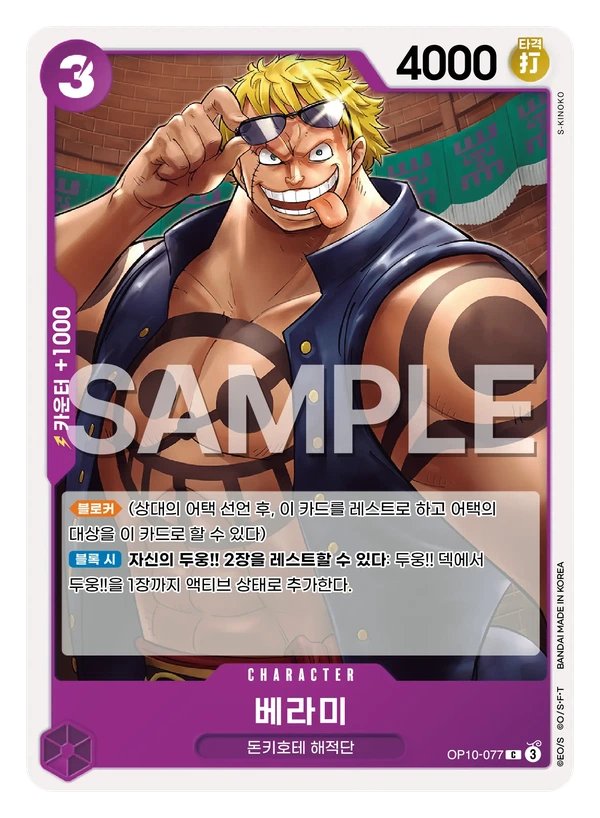 3
4000
타격
打
S-KINOKO
카운터 +1000
SAMPLE
블로커 (상대의 어택 선언 후, 이 카드를 레스트로 하고 어택의
대상을 이 카드로 할 수 있다)
블록 시 자신의 두웅!! 2장을 레스트할 수 있다: 두웅!! 덱에서
두웅!!을 1장까지 액티브 상태로 추가한다.
CHARACTER
베라미
돈키호테 해적단
OP10-077 C 3
©EO/S ©O/S·F·T BANDAI MADE IN KOREA